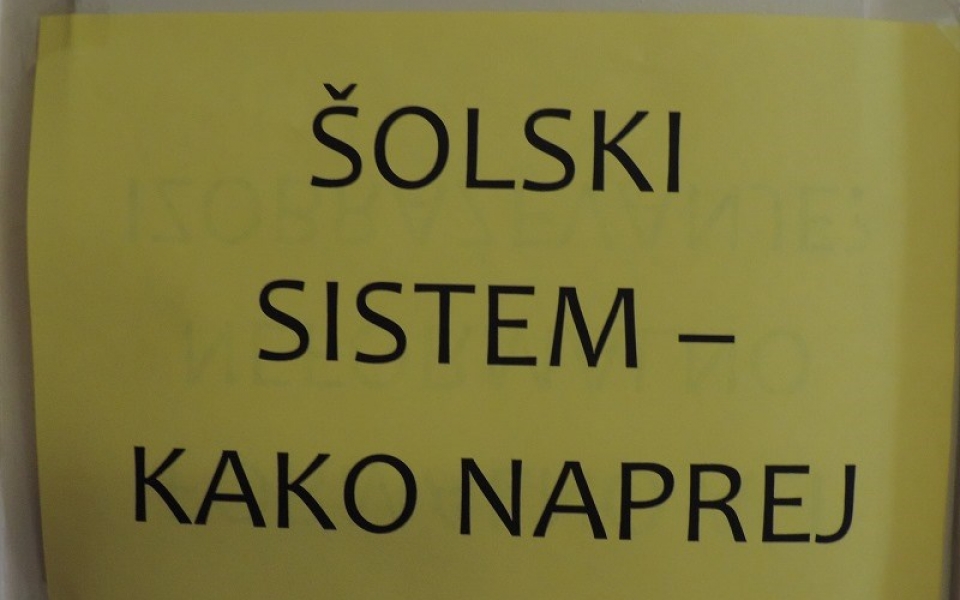 ŠOLSKI
SISTEM –
KAKO NAPREJ